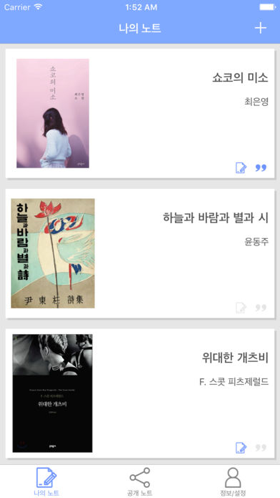 Carrier 1:52 AM
나의 노트
쇼코의 미소
쇼코의 미소
최은영
하늘과 바람과 별과 詩
尹東柱 詩集
하늘과 바람과 별과 시
윤동주
위대한 개츠비
위대한 개츠비
F. 스콧 피츠제럴드
나의 노트
공개 노트
정보/설정